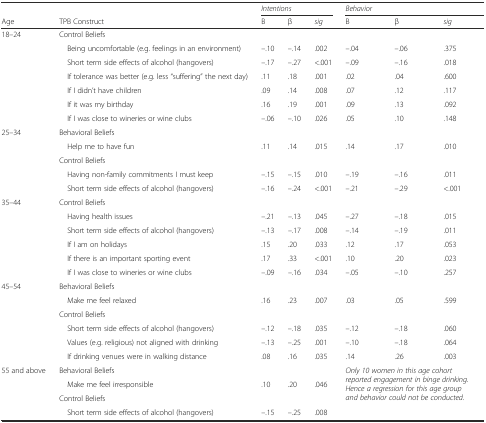 Intentions Behavior
Age TPB Construct B β sig B β sig
18–24 Control Beliefs
Being uncomfortable (e.g. feelings in an environment) –.10 –.14 .002 –.04 –.06 .375
Short term side effects of alcohol (hangovers) –.17 –.27 <.001 –.09 –.16 .018
If tolerance was better (e.g. less "suffering" the next day) .11 .18 .001 .02 .04 .600
If I didn't have children .09 .14 .008 .07 .12 .117
If it was my birthday .16 .19 .001 .09 .13 .092
If I was close to wineries or wine clubs –.06 –.10 .026 .05 .10 .148
25–34 Behavioral Beliefs
Help me to have fun .11 .14 .015 .14 .17 .010
Control Beliefs
Having non-family commitments I must keep –.15 –.15 .010 –.19 –.16 .011
Short term side effects of alcohol (hangovers) –.16 –.24 <.001 –.21 –.29 <.001
35–44 Control Beliefs
Having health issues –.21 –.13 .045 –.27 –.18 .015
Short term side effects of alcohol (hangovers) –.13 –.17 .008 –.14 –.19 .011
If I am on holidays .15 .20 .033 .12 .17 .053
If there is an important sporting event .17 .33 <.001 .10 .20 .023
If I was close to wineries or wine clubs –.09 –.16 .034 –.05 –.10 .257
45–54 Behavioral Beliefs
Make me feel relaxed .16 .23 .007 .03 .05 .599
Control Beliefs
Short term side effects of alcohol (hangovers) –.12 –.18 .035 –.12 –.18 .060
Values (e.g. religious) not aligned with drinking –.13 –.25 .001 –.10 –.18 .064
If drinking venues were in walking distance .08 .16 .035 .14 .26 .003
55 and above Behavioral Beliefs Only 10 women in this age cohort
Make me feel irresponsible .10 .20 .046 reported engagement in binge drinking.
Hence a regression for this age group
Control Beliefs and behavior could not be conducted.
Short term side effects of alcohol (hangovers) –.15 –.25 .008